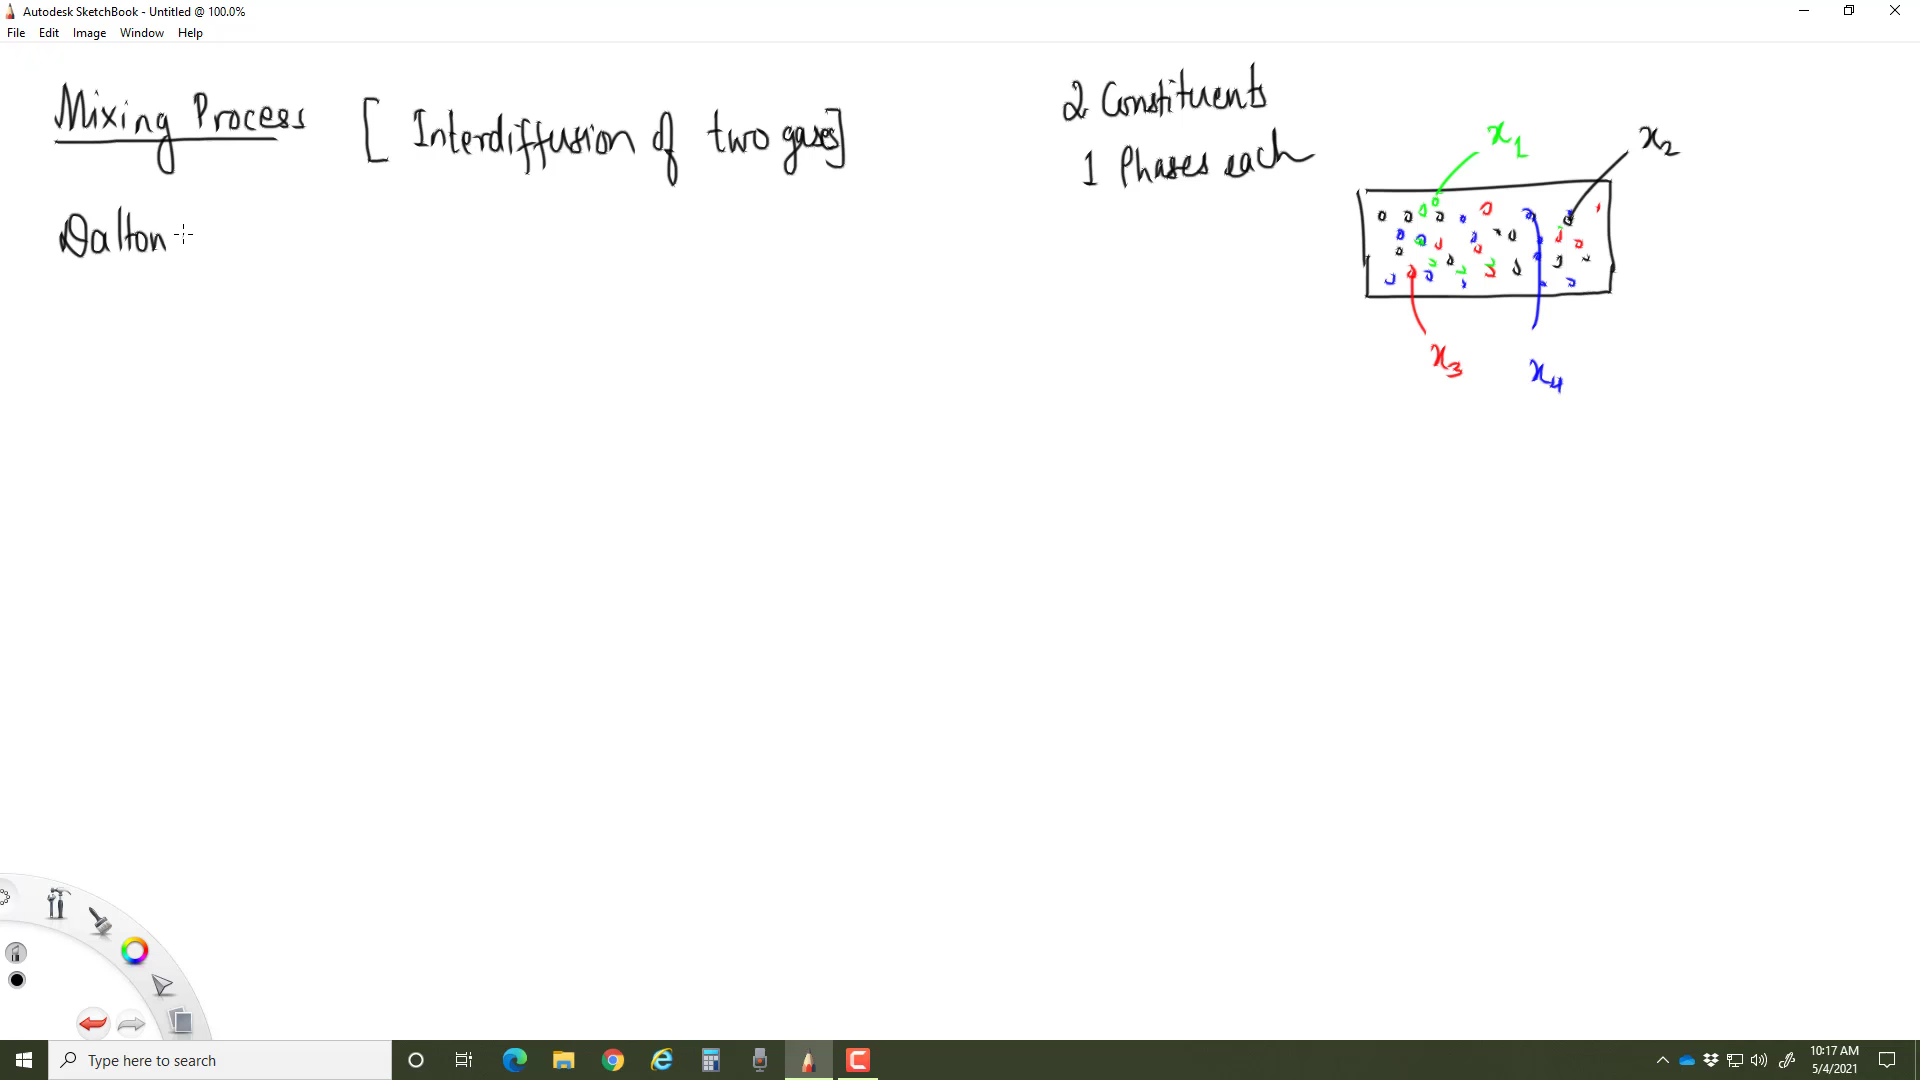 Autodesk SketchBook - Untitled @ 100.0%
File Edit Image Window Help
Mixing Process [ Interdiffusion of two gases]
Dalton
2 Constituents
1 Phases each
x1
x2
x3
x4
Type here to search
10:17 AM
5/4/2021